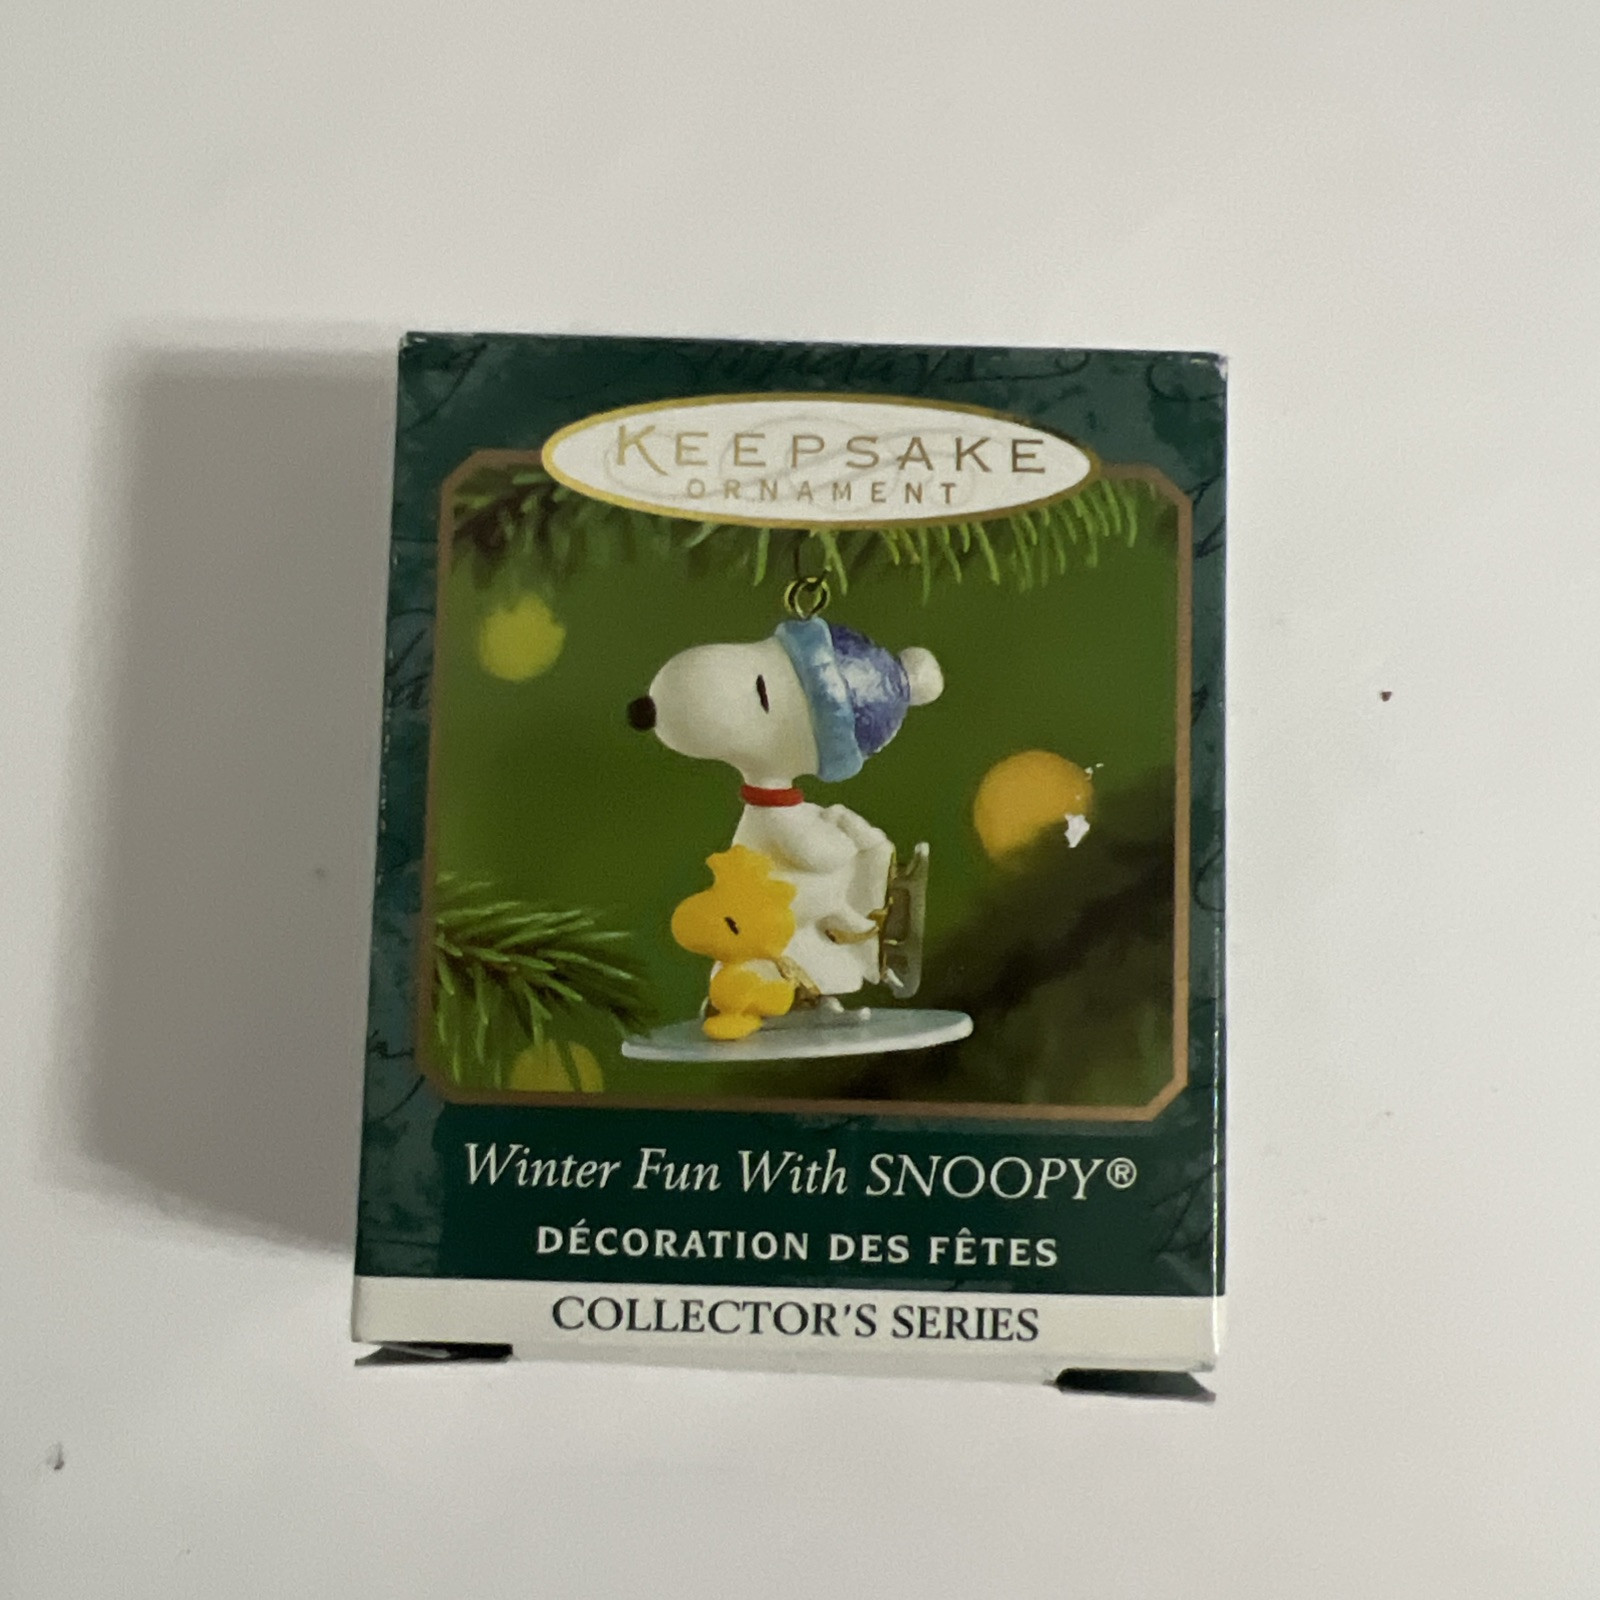 KEEPSAKE
ORNAMENT
Winter Fun With SNOOPY®
DÉCORATION DES FÊTES
COLLECTOR'S SERIES